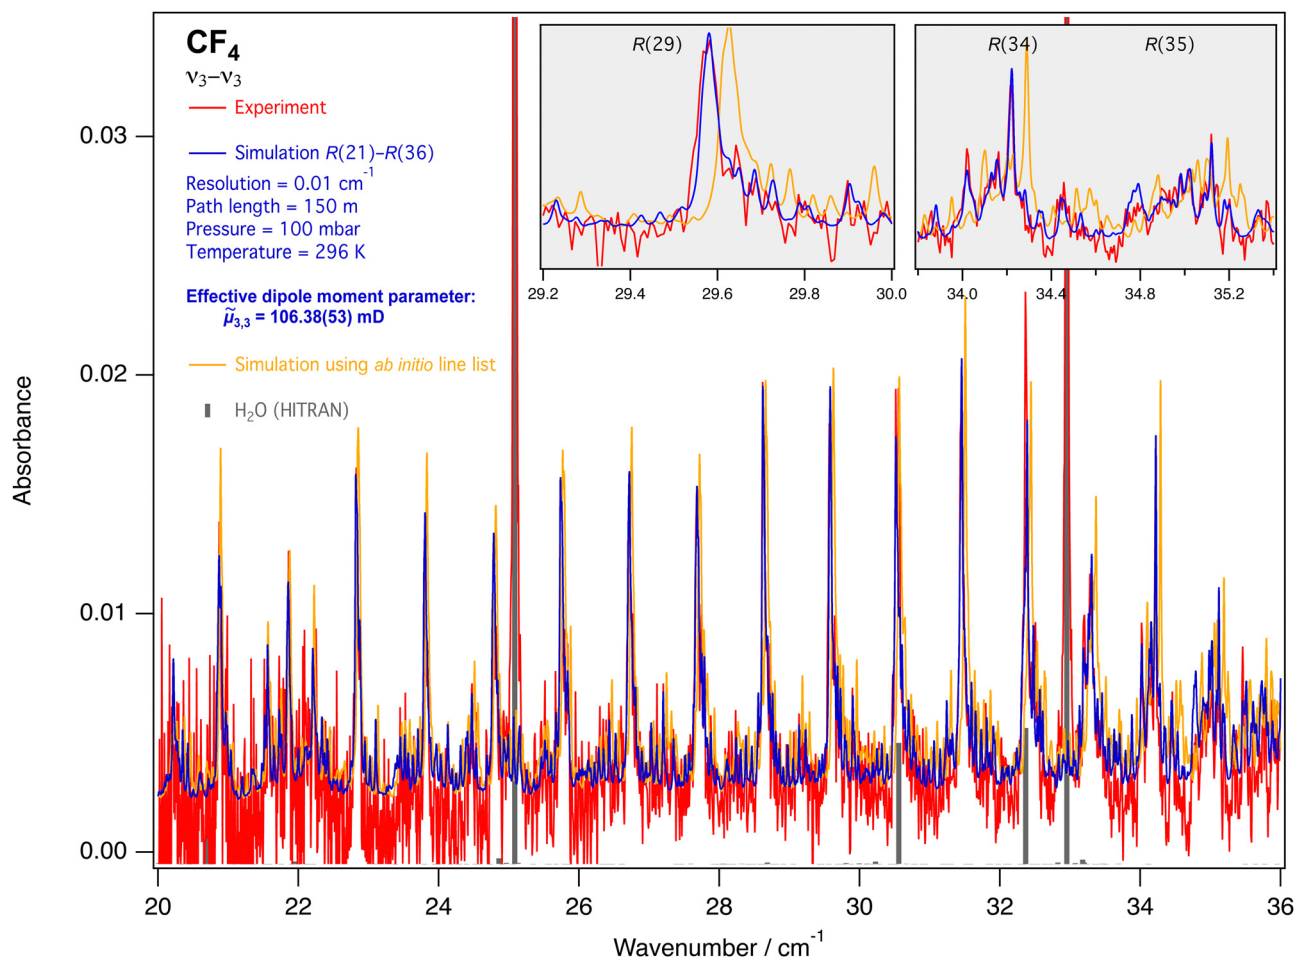 CF4
ν3–ν3
Experiment
Simulation R(21)–R(36)
Resolution = 0.01 cm-1
Path length = 150 m
Pressure = 100 mbar
Temperature = 296 K
Effective dipole moment parameter:
μ̃3,3 = 106.38(53) mD
Simulation using ab initio line list
H2O (HITRAN)
R(29)
29.2 29.4 29.6 29.8 30.0
R(34) R(35)
34.0 34.4 34.8 35.2
Absorbance
0.03
0.02
0.01
0.00
20 22 24 26 28 30 32 34 36
Wavenumber / cm-1